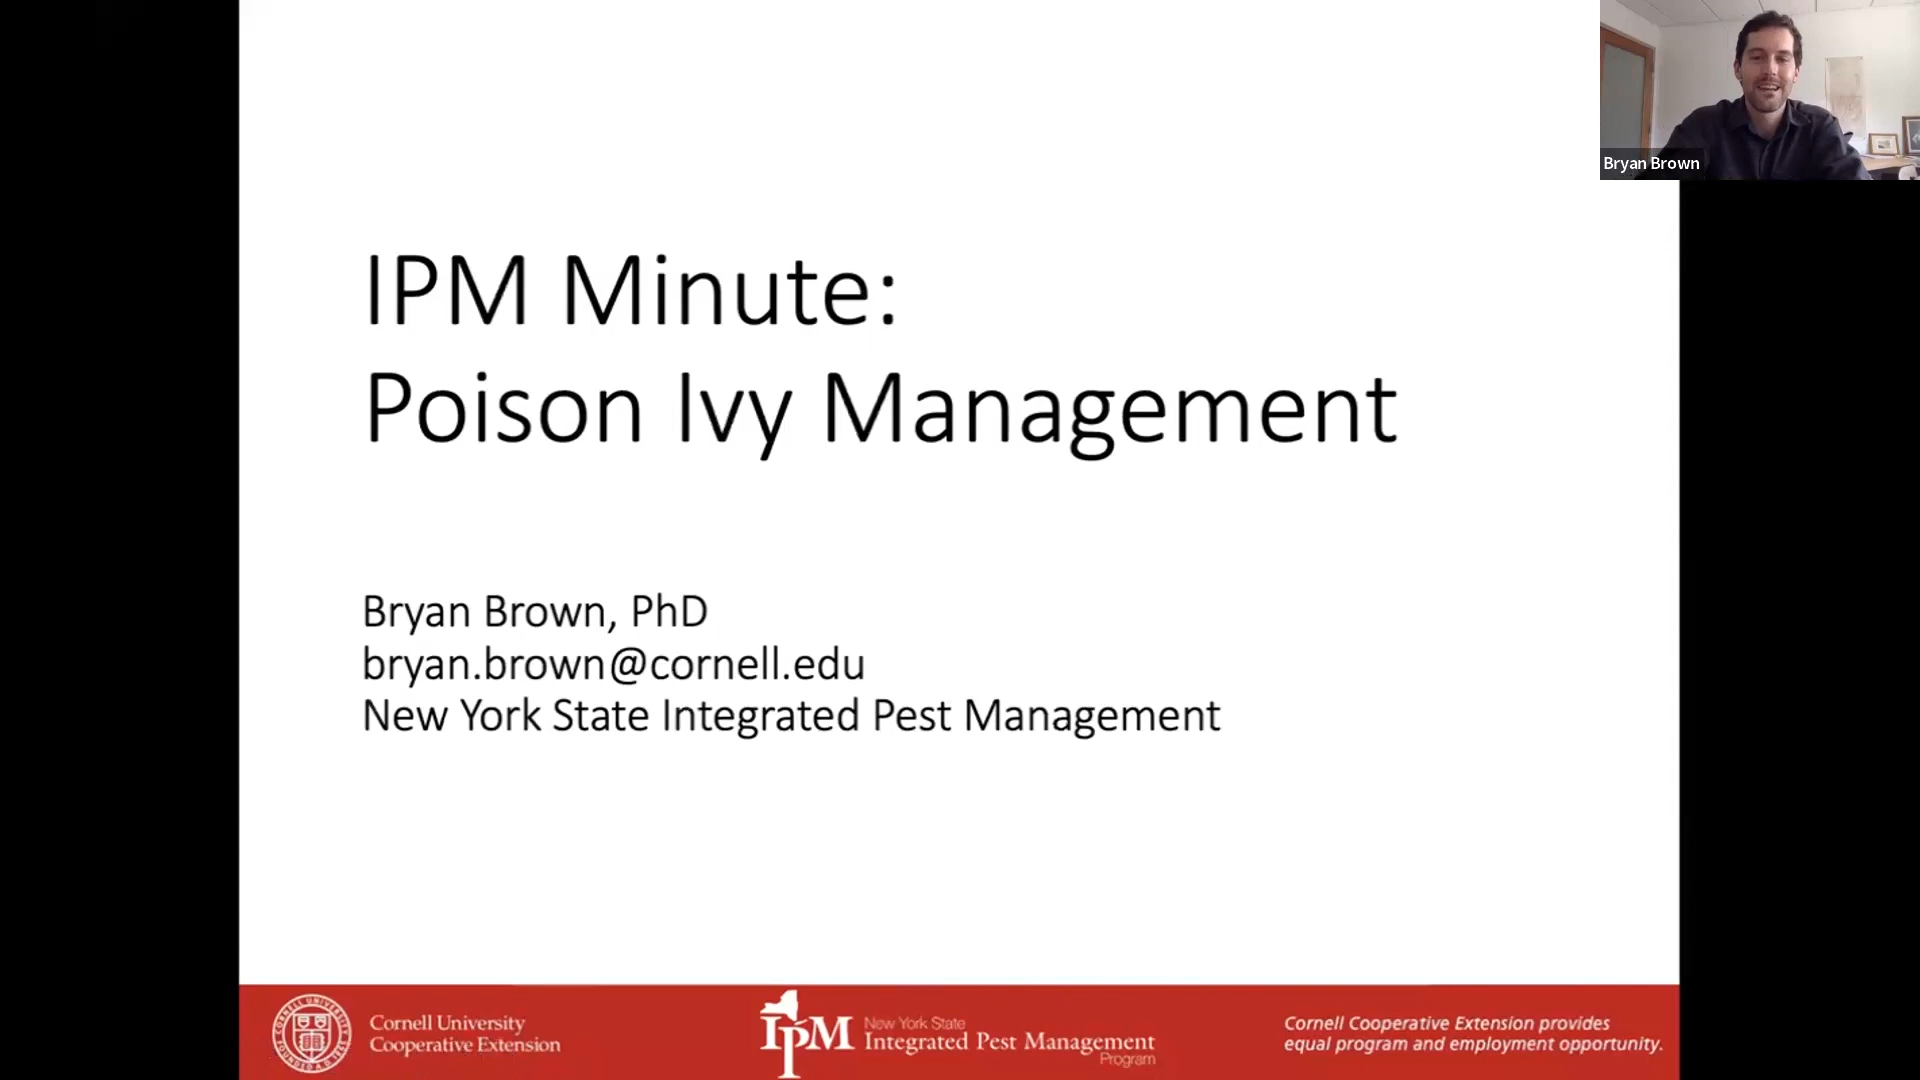 IPM Minute:
Poison Ivy Management
Bryan Brown, PhD
bryan.brown@cornell.edu
New York State Integrated Pest Management
Bryan Brown
Cornell University
Cooperative Extension
IPM
New York State
Integrated Pest Management
Program
Cornell Cooperative Extension provides
equal program and employment opportunity.